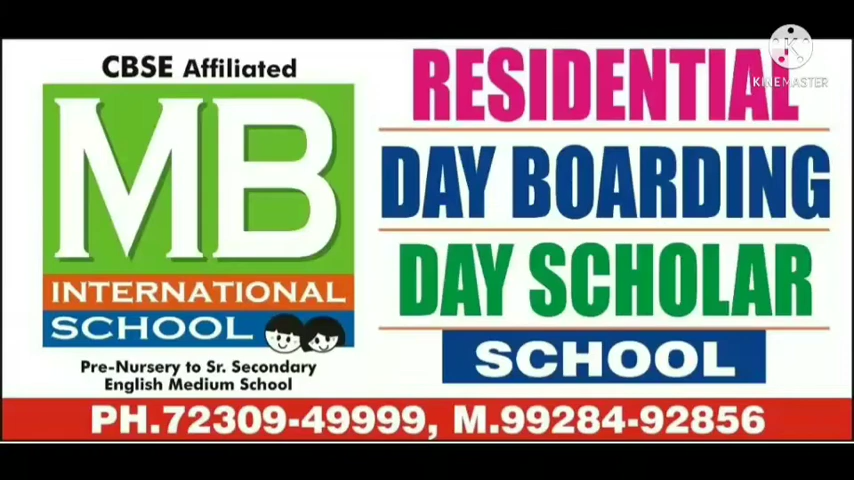 CBSE Affiliated
MB
INTERNATIONAL
SCHOOL
Pre-Nursery to Sr. Secondary
English Medium School
RESIDENTIAL
DAY BOARDING
DAY SCHOLAR
SCHOOL
PH.72309-49999, M.99284-92856
K
KINEMASTER